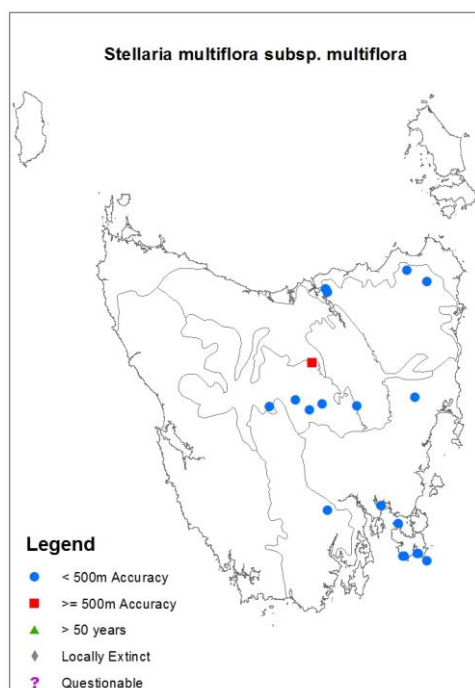 Stellaria multiflora subsp. multiflora
Legend
< 500m Accuracy
>= 500m Accuracy
> 50 years
Locally Extinct
? Questionable